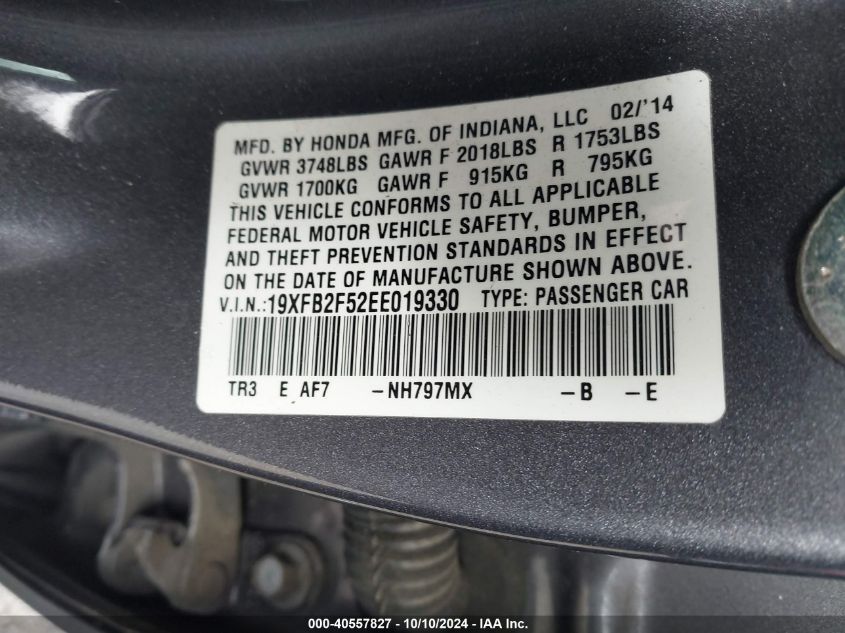 MFD. BY HONDA MFG. OF INDIANA, LLC 02/'14
GVWR 3748LBS GAWR F 2018LBS R 1753LBS
GVWR 1700KG GAWR F 915KG R 795KG
THIS VEHICLE CONFORMS TO ALL APPLICABLE
FEDERAL MOTOR VEHICLE SAFETY, BUMPER,
AND THEFT PREVENTION STANDARDS IN EFFECT
ON THE DATE OF MANUFACTURE SHOWN ABOVE.
V.I.N.:19XFB2F52EE019330 TYPE: PASSENGER CAR
TR3 E AF7 -NH797MX -B -E
000-40557827 - 10/10/2024 - IAA Inc.